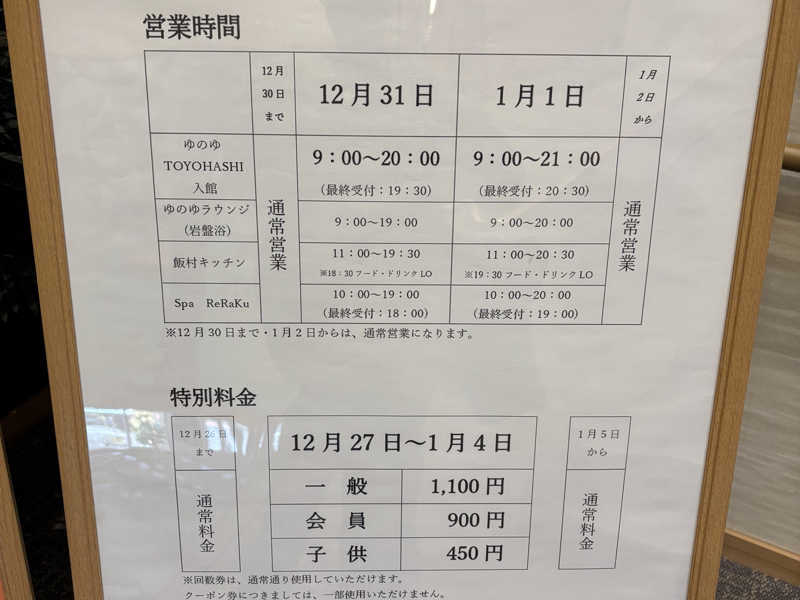 営業時間
12月
30日
まで
12月31日
1月1日
1月
2日
から
ゆのゆ
TOYOHASHI
入館
9：00～20：00
（最終受付：19：30）
9：00～21：00
（最終受付：20：30）
通常営業
通常営業
ゆのゆラウンジ
（岩盤浴）
9：00～19：00
9：00～20：00
飯村キッチン
11：00～19：30
※18：30フード・ドリンクLO
11：00～20：30
※19：30フード・ドリンクLO
Spa ReRaKu
10：00～19：00
（最終受付：18：00）
10：00～20：00
（最終受付：19：00）
※12月30日まで・1月2日からは、通常営業になります。
特別料金
12月26日
まで
通常料金
12月27日～1月4日
一 般 1,100円
会 員 900円
子 供 450円
1月5日
から
通常料金
※回数券は、通常通り使用していただけます。
クーポン券につきましては、一部使用いただけません。